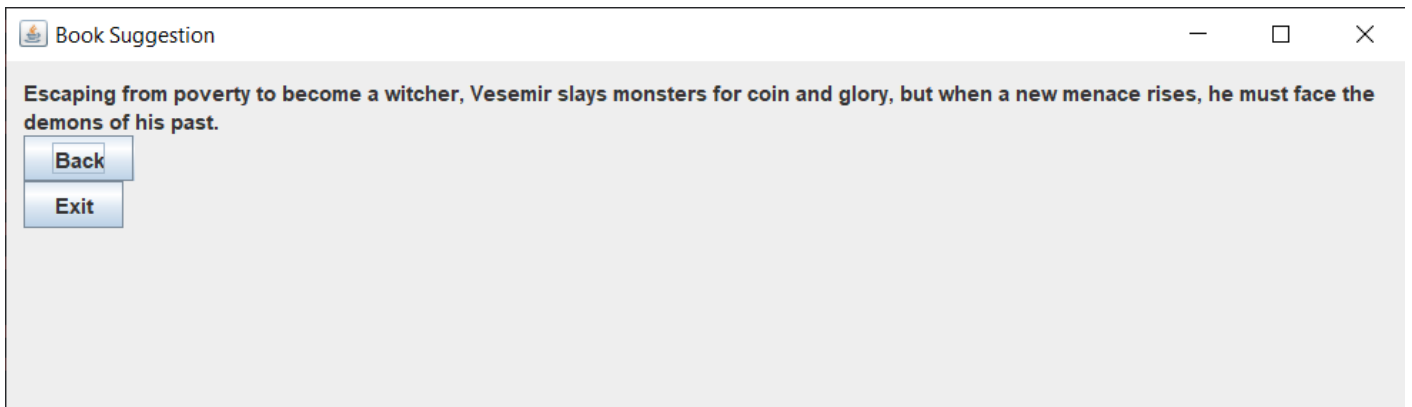 Book Suggestion
Escaping from poverty to become a witcher, Vesemir slays monsters for coin and glory, but when a new menace rises, he must face the
demons of his past.
Back
Exit